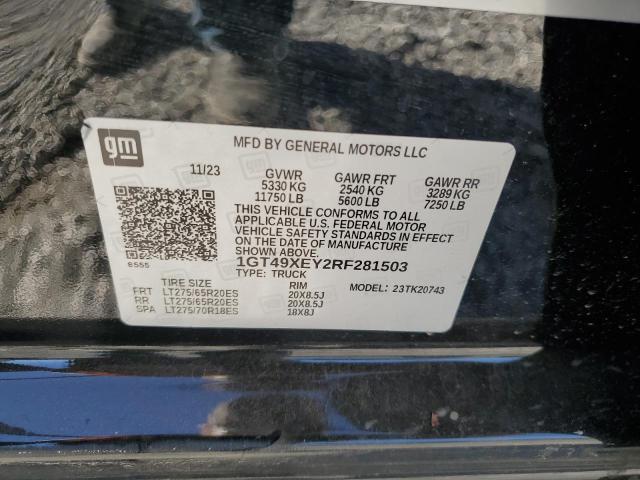 gm
MFD BY GENERAL MOTORS LLC
11/23 GVWR GAWR FRT GAWR RR
5330 KG 2540 KG 3289 KG
11750 LB 5600 LB 7250 LB
THIS VEHICLE CONFORMS TO ALL
APPLICABLE U.S. FEDERAL MOTOR
VEHICLE SAFETY STANDARDS IN
EFFECT ON THE DATE OF
MANUFACTURE SHOWN ABOVE.
1GT49XEY2RF281503
6555 TYPE: TRUCK
TIRE SIZE RIM MODEL: 23TK20743
FRT LT275/65R20ES 20X8.5J
RR LT275/65R20ES 20X8.5J
SPA LT275/70R18ES 18X8J